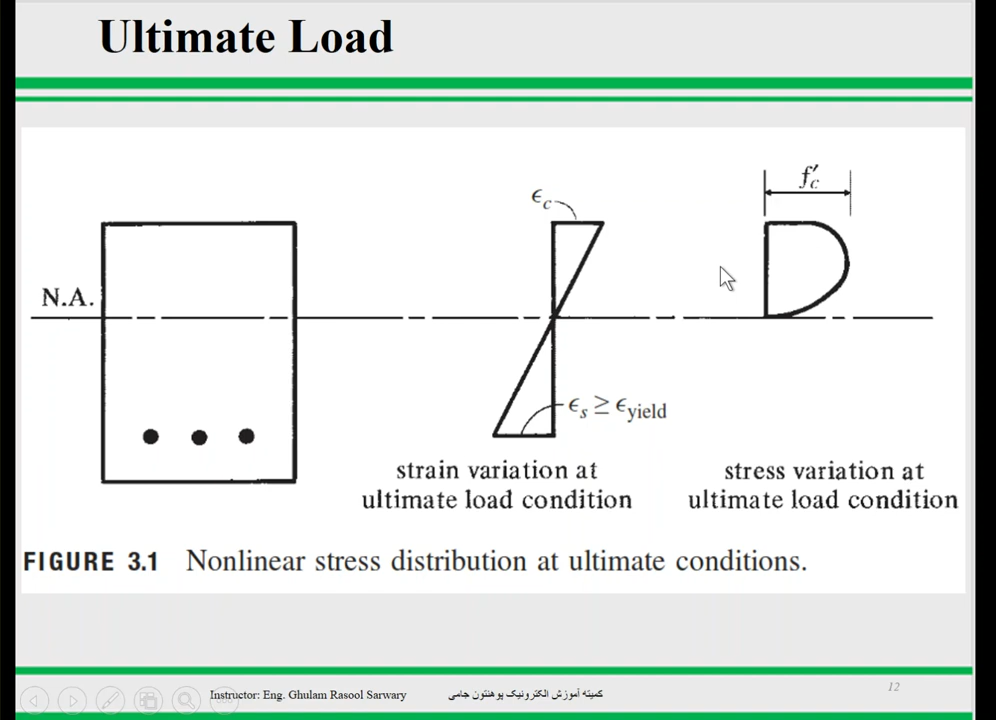 Ultimate Load
ϵc
f′c
N.A.
ϵs ≥ ϵyield
strain variation at
ultimate load condition
stress variation at
ultimate load condition
FIGURE 3.1 Nonlinear stress distribution at ultimate conditions.
Instructor: Eng. Ghulam Rasool Sarwary
کمیته آموزش الکترونیک پوهنتون جامی
12